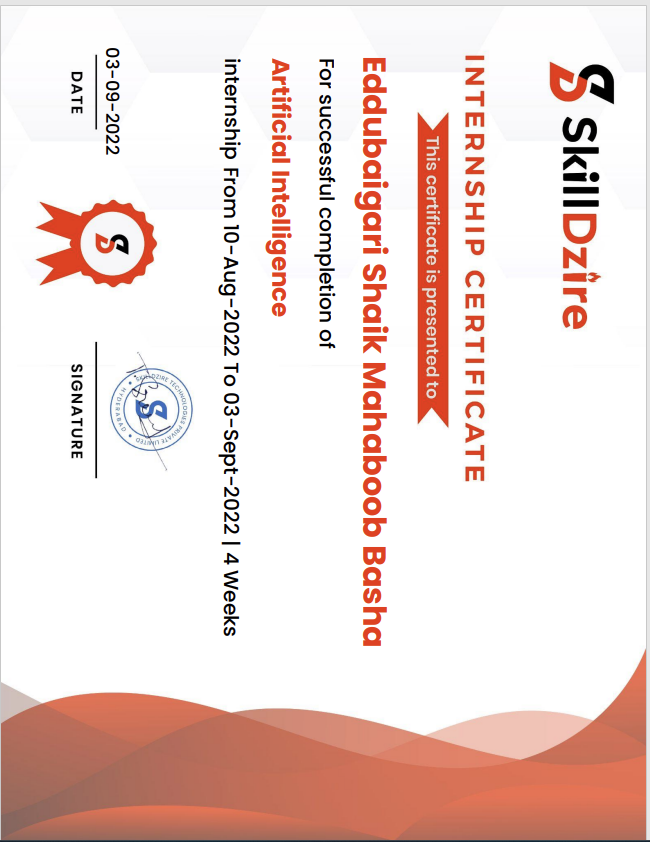 SkillDzire
INTERNSHIP CERTIFICATE
This certificate is presented to
Eddubaigari Shaik Mahaboob Basha
For successful completion of
Artificial Intelligence
internship From 10-Aug-2022 To 03-Sept-2022 | 4 Weeks
03-09-2022
DATE
SKILLDZIRE TECHNOLOGIES PRIVATE LIMITED
HYDERABAD
SIGNATURE